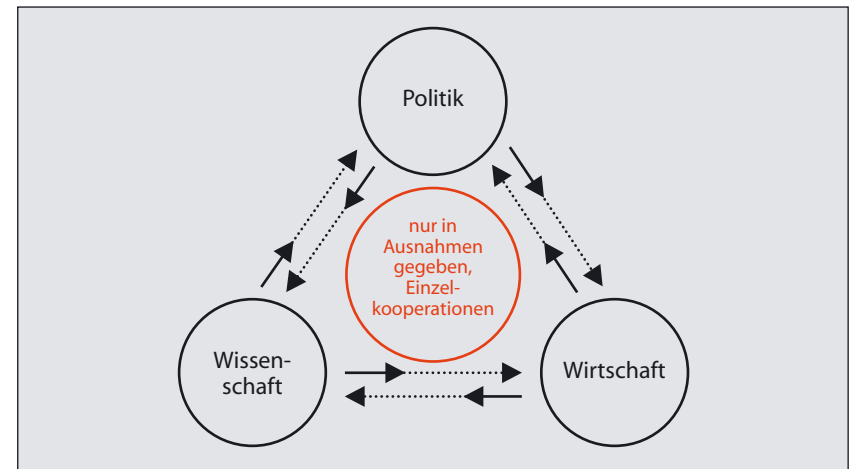 Politik
nur in
Ausnahmen
gegeben,
Einzel-
kooperationen
Wissen-
schaft
Wirtschaft